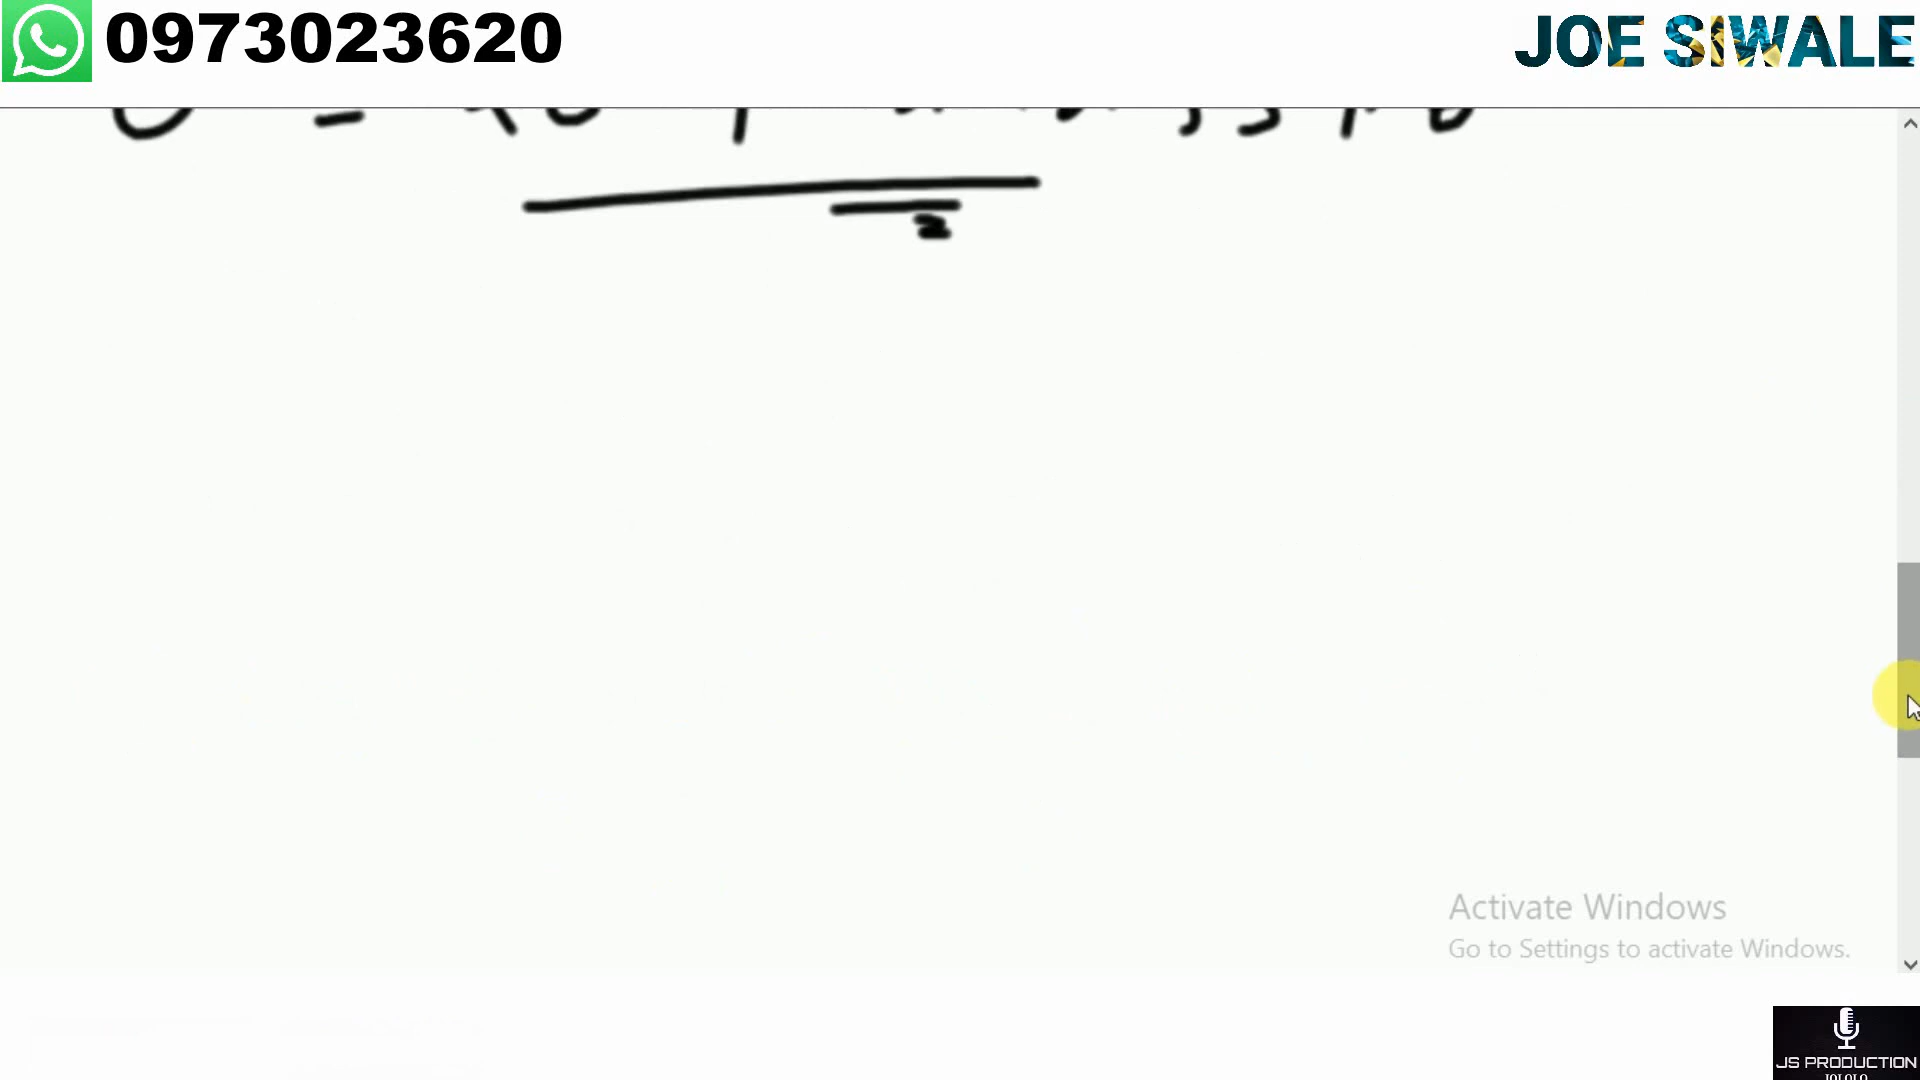 0973023620
JOE SIWALE
Activate Windows
Go to Settings to activate Windows.
JS PRODUCTION